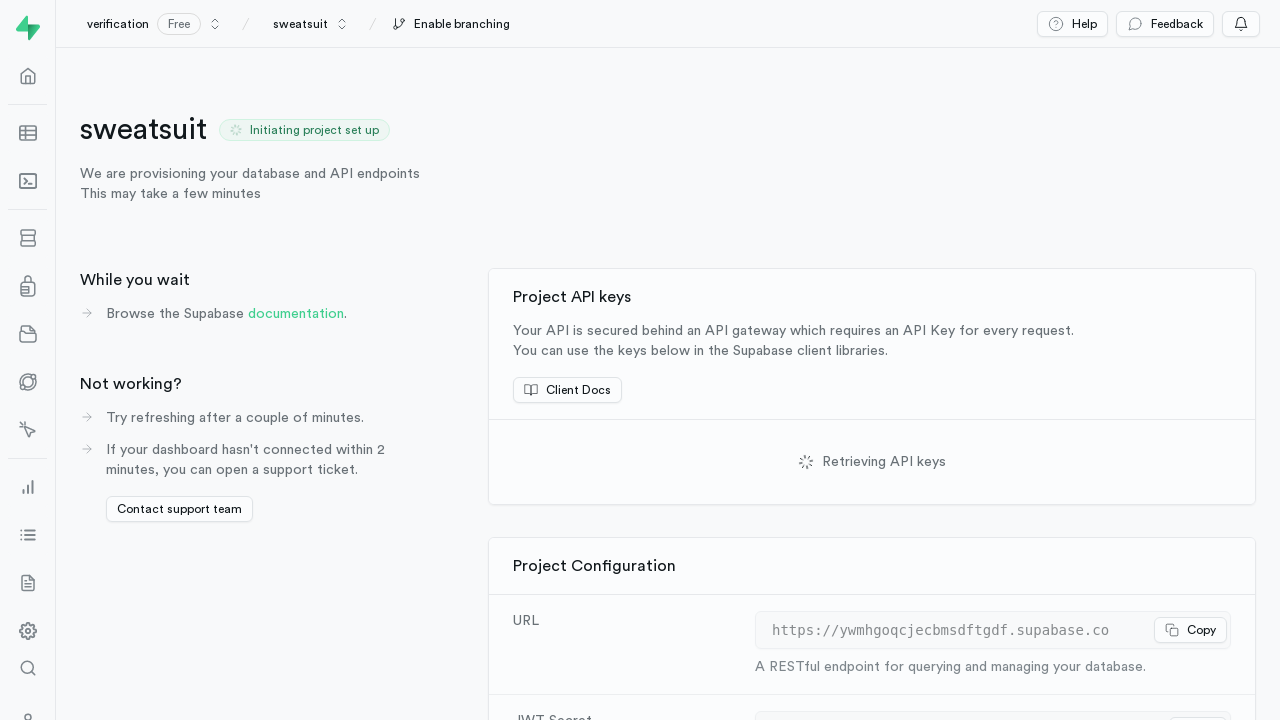 verification Free / sweatsuit / Enable branching Help Feedback
sweatsuit Initiating project set up
We are provisioning your database and API endpoints
This may take a few minutes
While you wait
Browse the Supabase documentation.
Not working?
Try refreshing after a couple of minutes.
If your dashboard hasn't connected within 2
minutes, you can open a support ticket.
Contact support team
Project API keys
Your API is secured behind an API gateway which requires an API Key for every request.
You can use the keys below in the Supabase client libraries.
Client Docs
Retrieving API keys
Project Configuration
URL
https://ywmhgoqcjecbmsdftgdf.supabase.co Copy
A RESTful endpoint for querying and managing your database.
JWT Secret